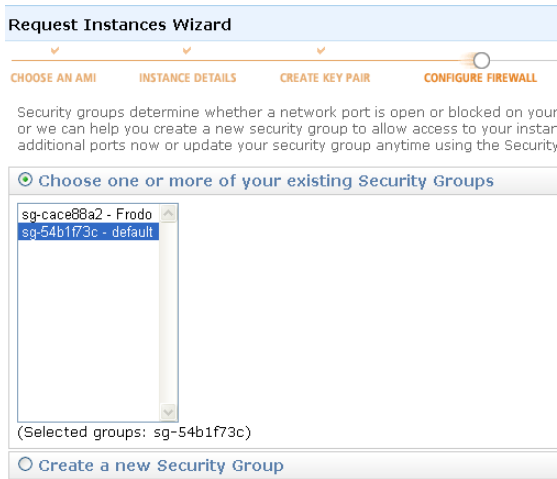 Request Instances Wizard
CHOOSE AN AMI INSTANCE DETAILS CREATE KEY PAIR CONFIGURE FIREWALL
Security groups determine whether a network port is open or blocked on your
or we can help you create a new security group to allow access to your instan
additional ports now or update your security group anytime using the Security
Choose one or more of your existing Security Groups
sg-cace88a2 - Frodo
sg-54b1f73c - default
(Selected groups: sg-54b1f73c)
Create a new Security Group